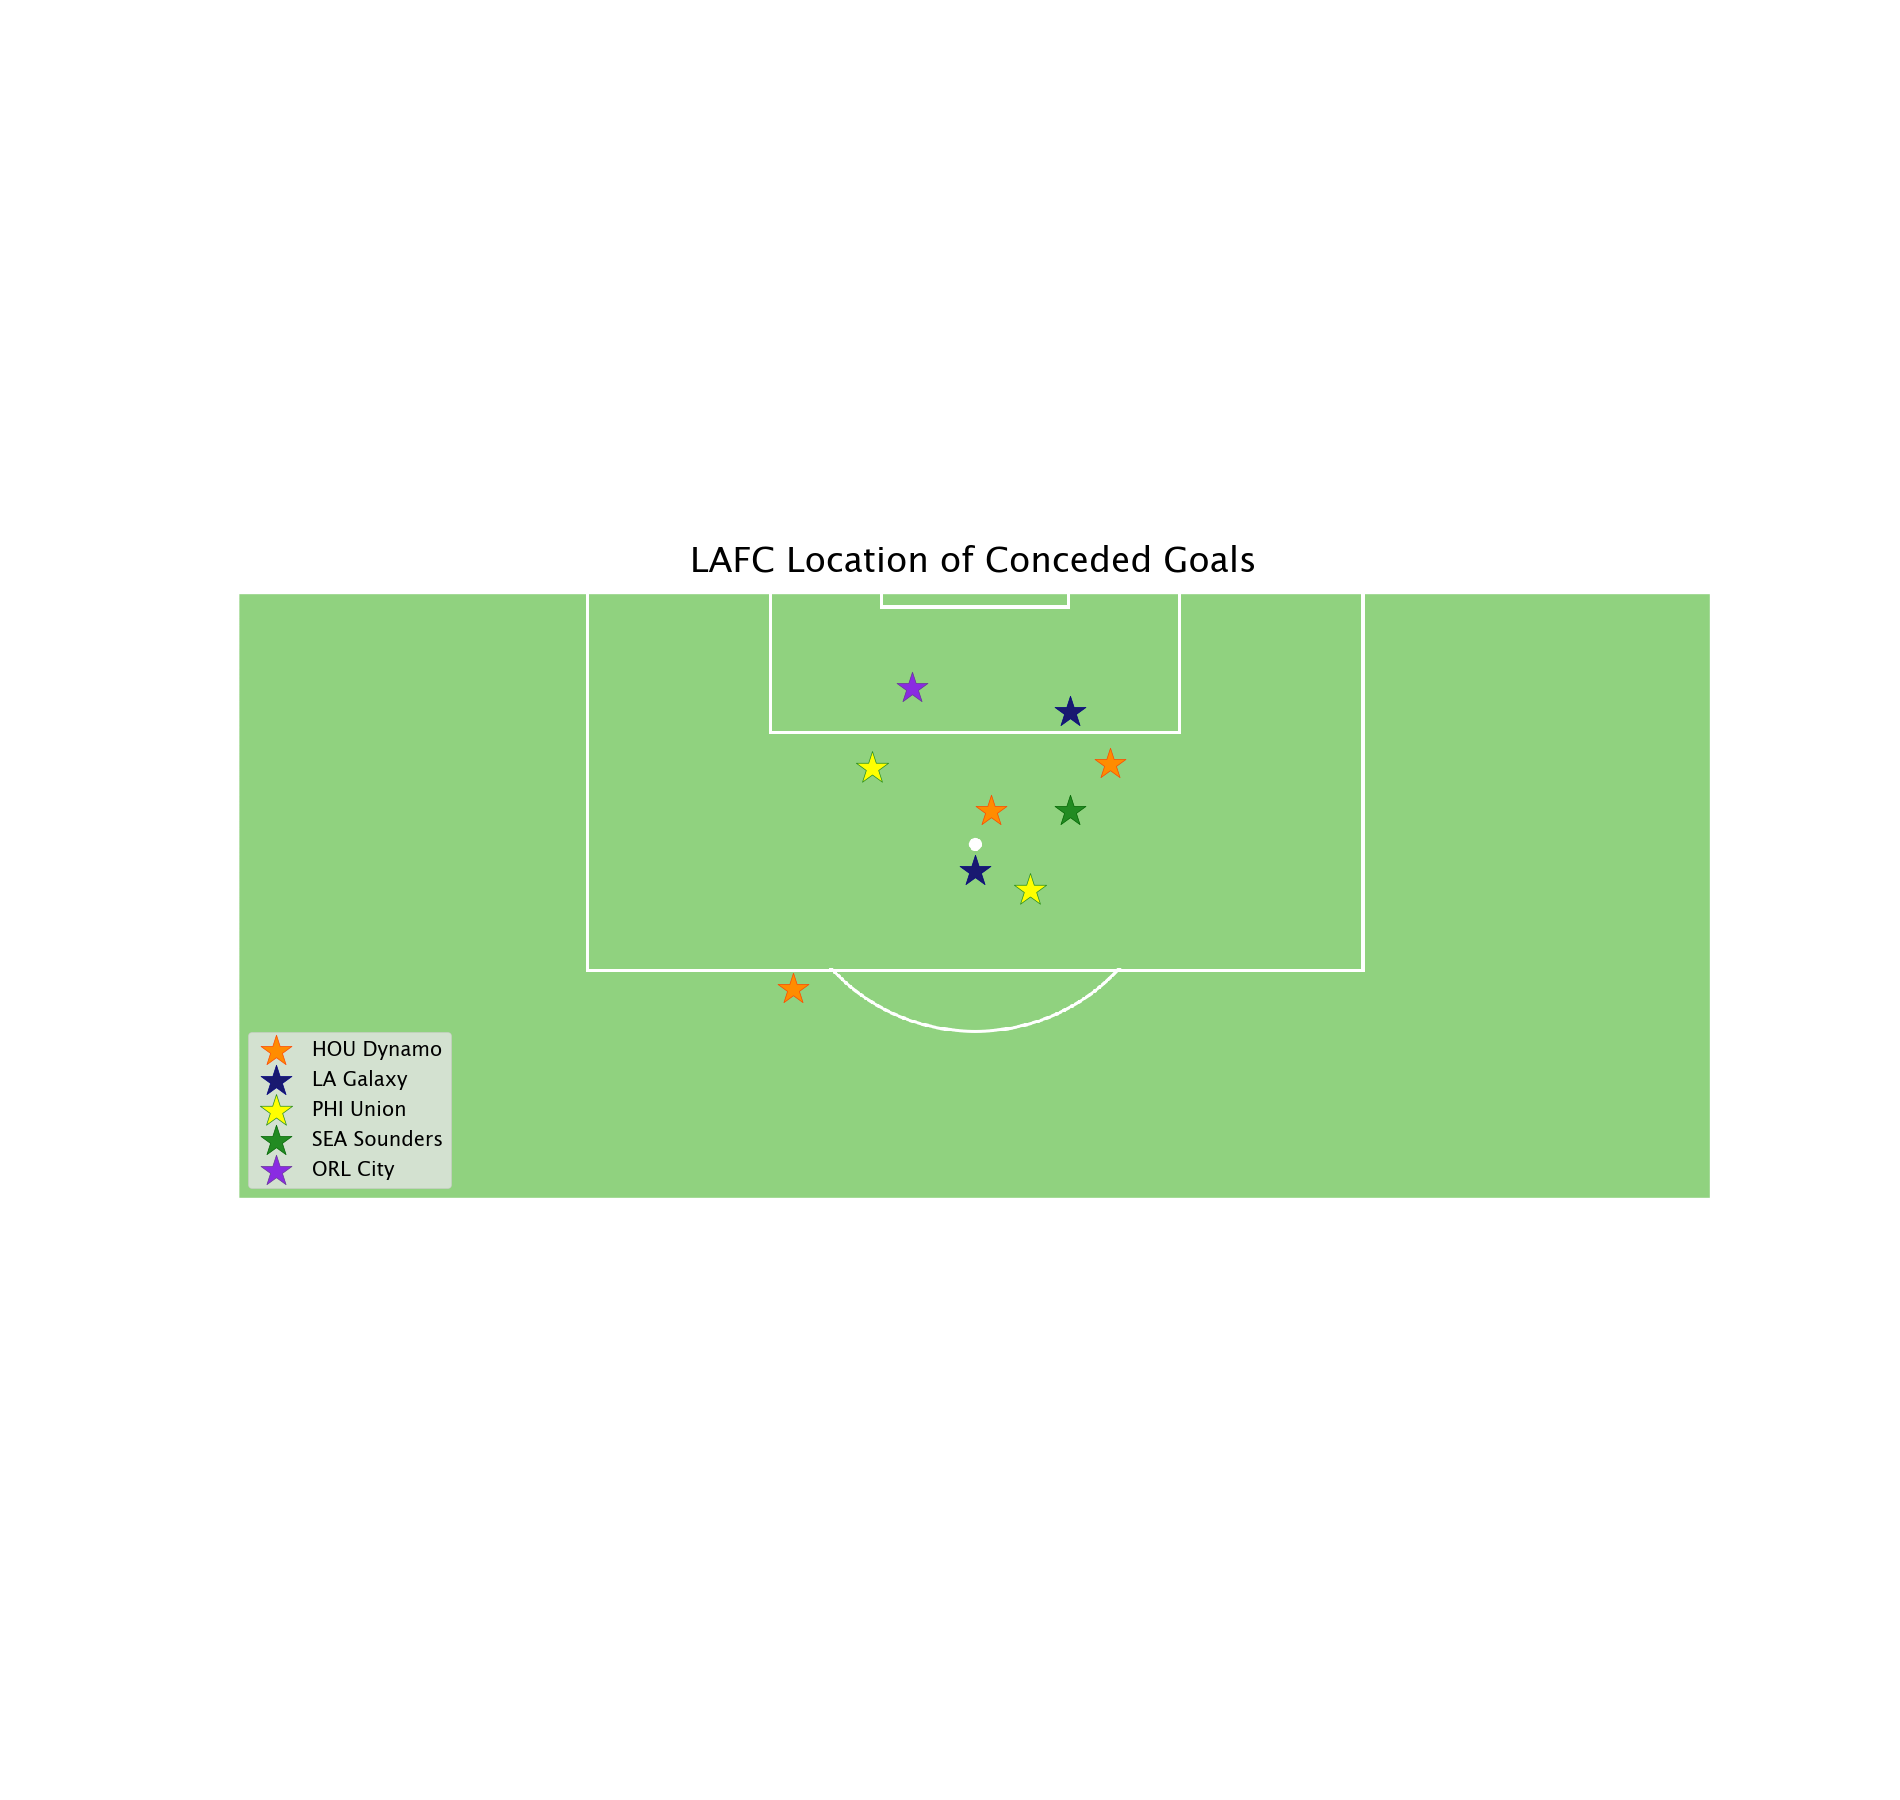 LAFC Location of Conceded Goals
HOU Dynamo
LA Galaxy
PHI Union
SEA Sounders
ORL City